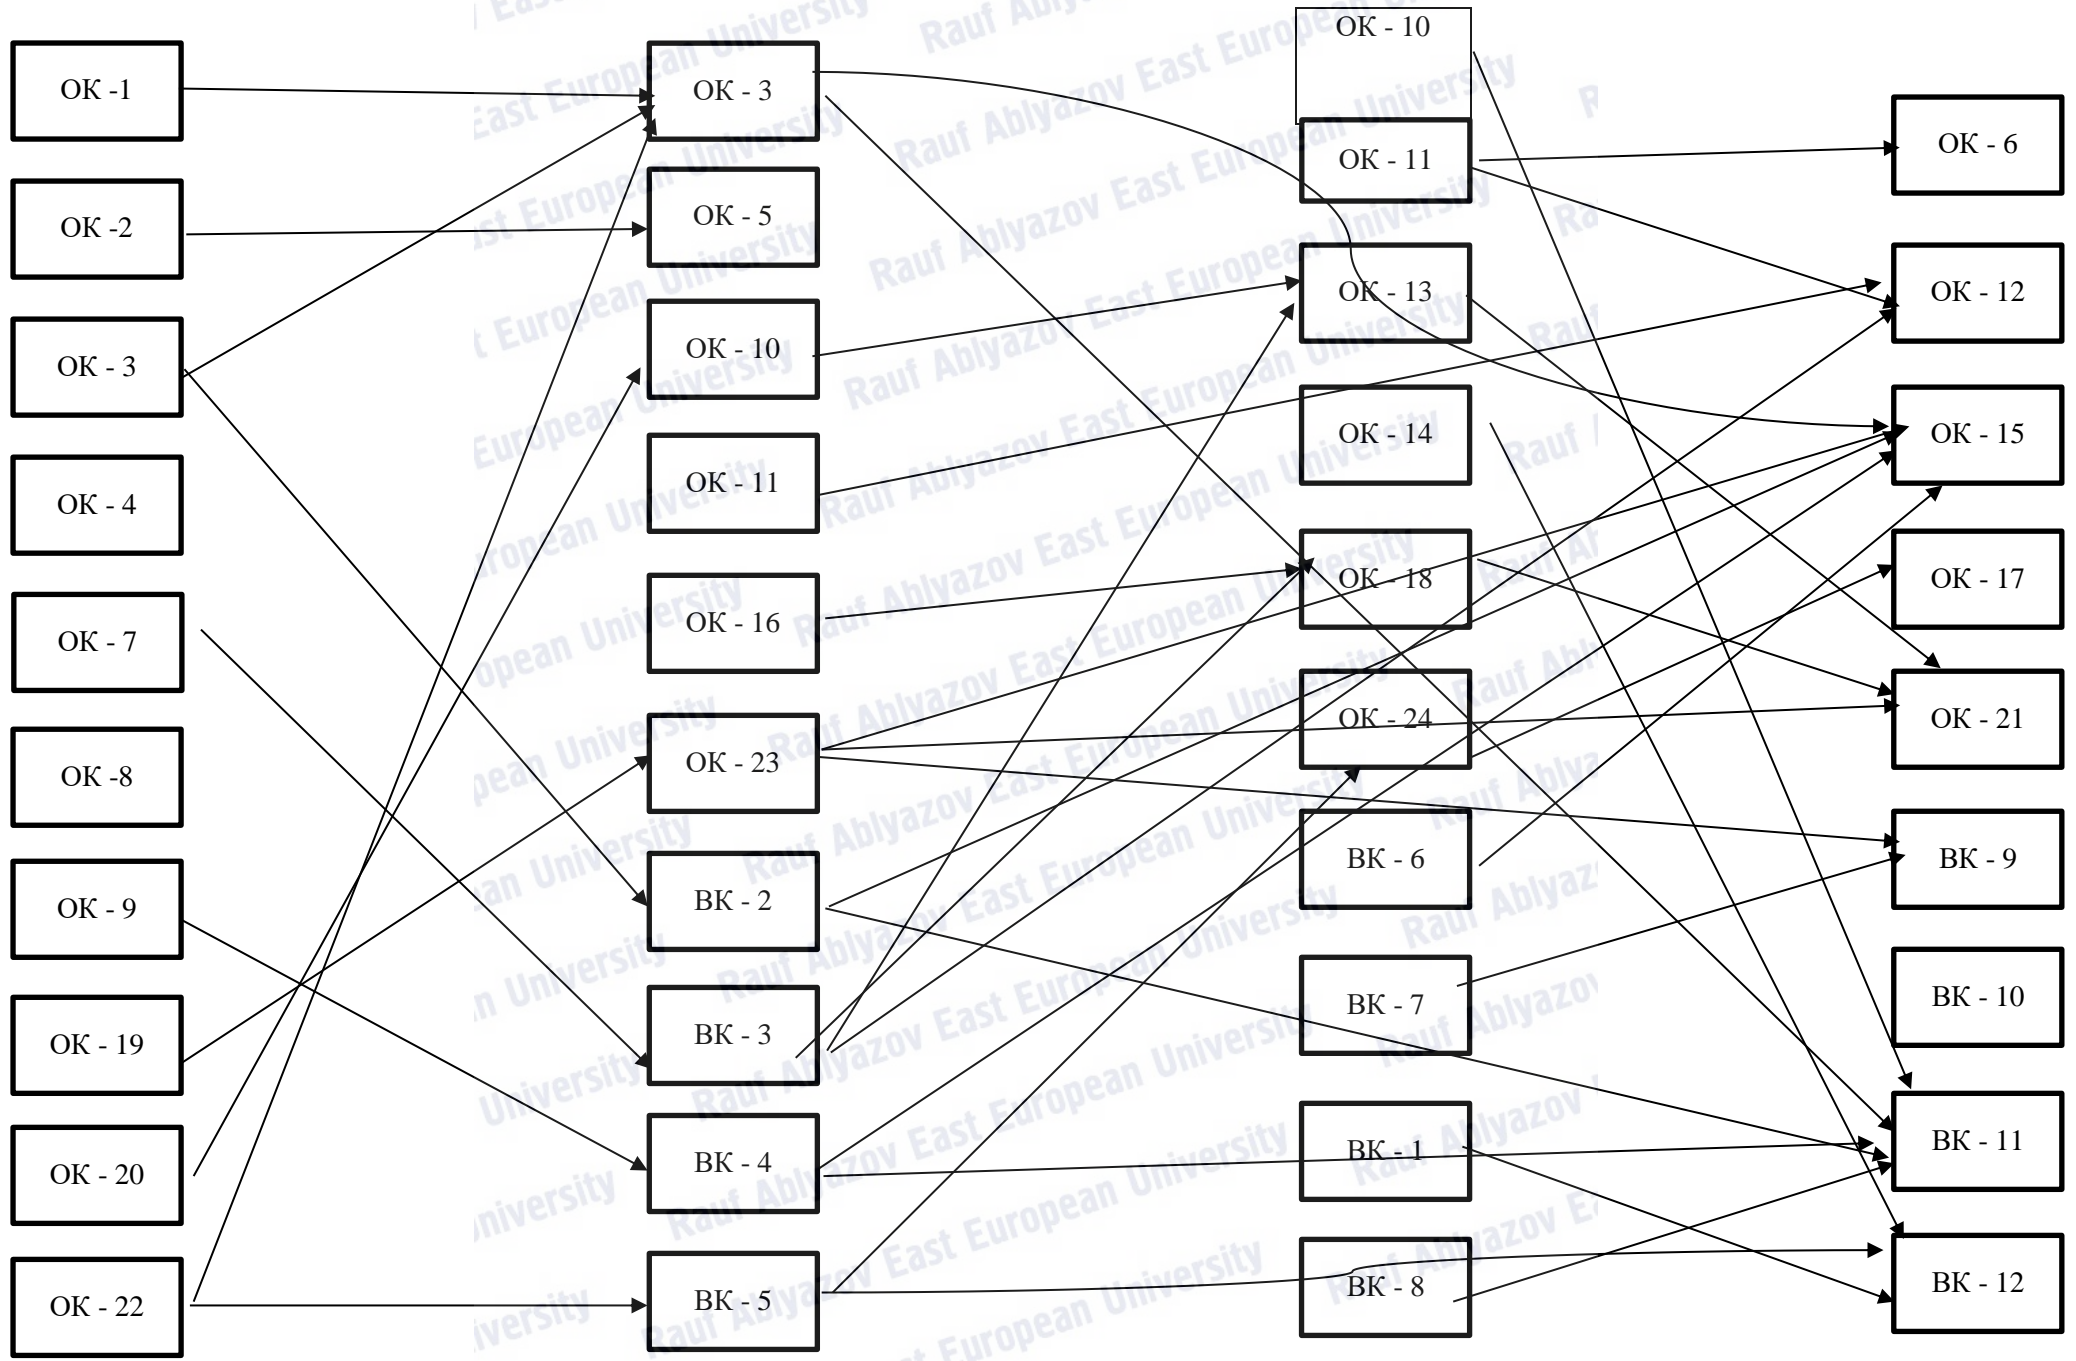 ОК -1
ОК -2
ОК - 3
ОК - 4
ОК - 7
ОК -8
ОК - 9
ОК - 19
ОК - 20
ОК - 22
ОК - 3
ОК - 5
ОК - 10
ОК - 11
ОК - 16
ОК - 23
ВК - 2
ВК - 3
ВК - 4
ВК - 5
ОК - 10
ОК - 11
ОК - 13
ОК - 14
ОК - 18
ОК - 24
ВК - 6
ВК - 7
ВК - 1
ВК - 8
ОК - 6
ОК - 12
ОК - 15
ОК - 17
ОК - 21
ВК - 9
ВК - 10
ВК - 11
ВК - 12
Rauf Ablyazov East European University